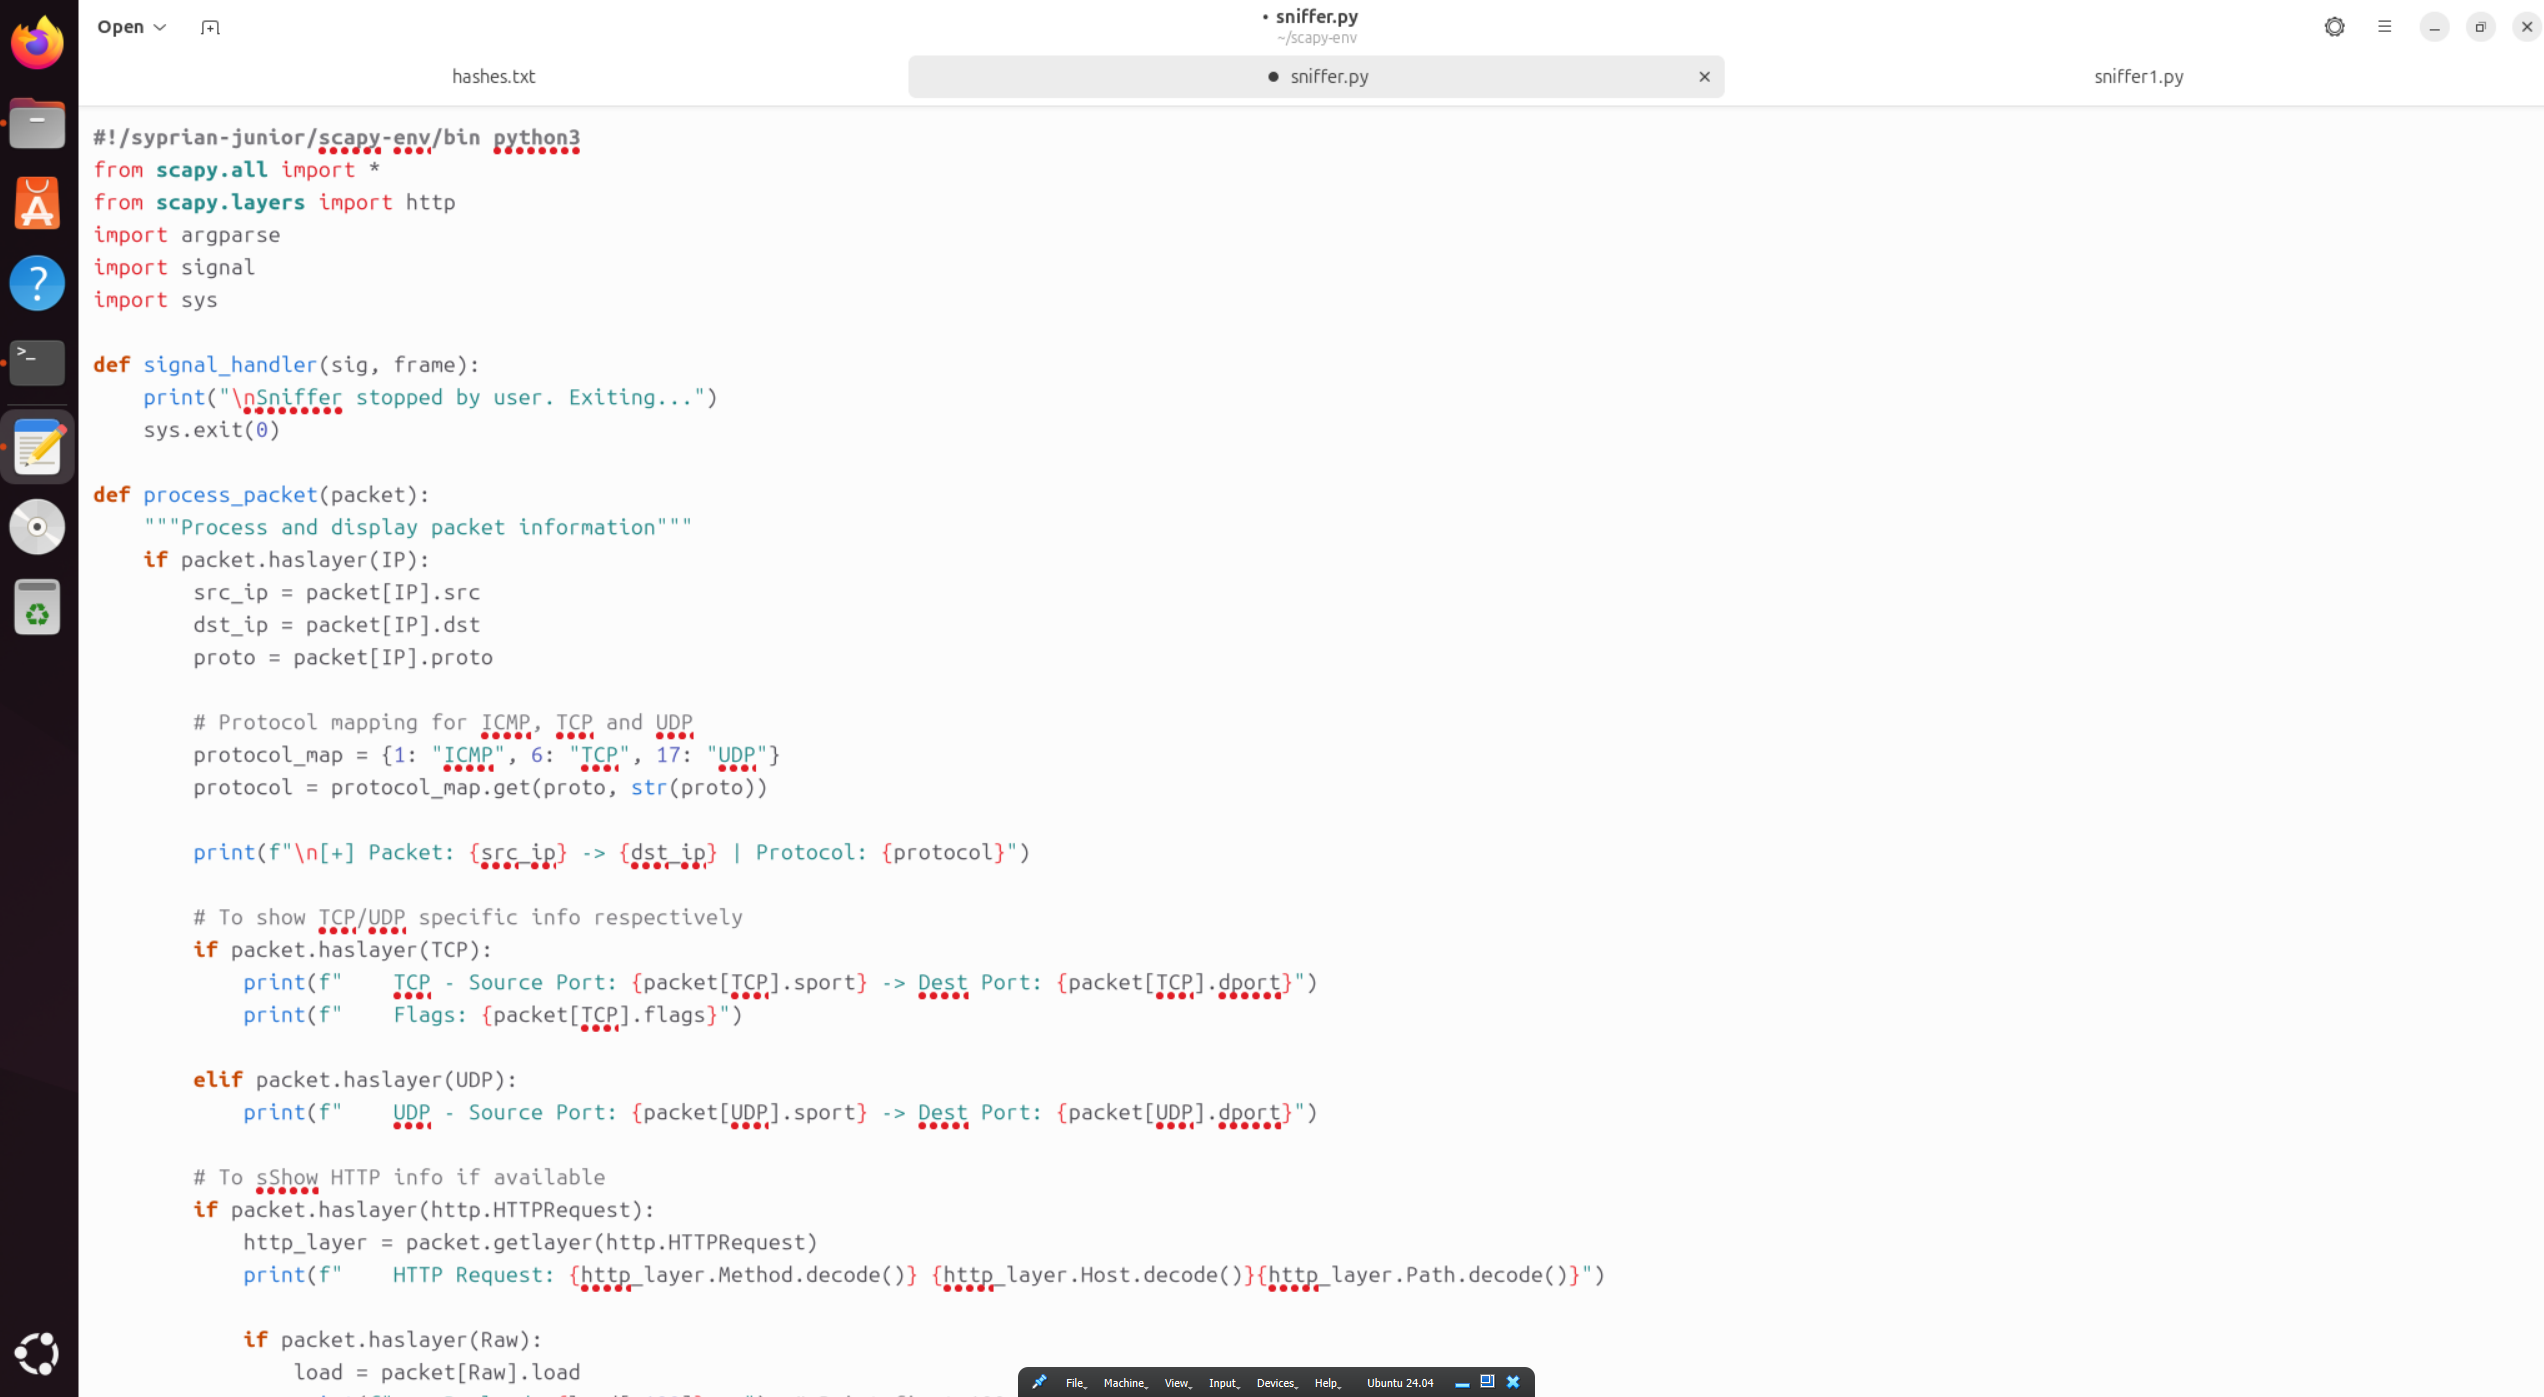 Open
• sniffer.py
~/scapy-env
hashes.txt
sniffer.py
sniffer1.py
#!/syprian-junior/scapy-env/bin python3
from scapy.all import *
from scapy.layers import http
import argparse
import signal
import sys
def signal_handler(sig, frame):
    print("\nSniffer stopped by user. Exiting...")
    sys.exit(0)
def process_packet(packet):
    """Process and display packet information"""
    if packet.haslayer(IP):
        src_ip = packet[IP].src
        dst_ip = packet[IP].dst
        proto = packet[IP].proto
        # Protocol mapping for ICMP, TCP and UDP
        protocol_map = {1: "ICMP", 6: "TCP", 17: "UDP"}
        protocol = protocol_map.get(proto, str(proto))
        print(f"\n[+] Packet: {src_ip} -> {dst_ip} | Protocol: {protocol}")
        # To show TCP/UDP specific info respectively
        if packet.haslayer(TCP):
            print(f"    TCP - Source Port: {packet[TCP].sport} -> Dest Port: {packet[TCP].dport}")
            print(f"    Flags: {packet[TCP].flags}")
        elif packet.haslayer(UDP):
            print(f"    UDP - Source Port: {packet[UDP].sport} -> Dest Port: {packet[UDP].dport}")
        # To sShow HTTP info if available
        if packet.haslayer(http.HTTPRequest):
            http_layer = packet.getlayer(http.HTTPRequest)
            print(f"    HTTP Request: {http_layer.Method.decode()} {http_layer.Host.decode()}{http_layer.Path.decode()}")
            if packet.haslayer(Raw):
                load = packet[Raw].load
File Machine View Input Devices Help Ubuntu 24.04